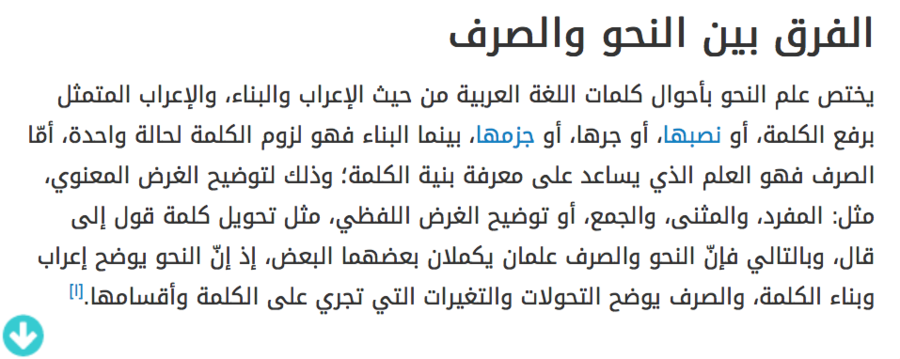 الفرق بين النحو والصرف
يختص علم النحو بأحوال كلمات اللغة العربية من حيث الإعراب والبناء، والإعراب المتمثل
برفع الكلمة، أو نصبها، أو جرها، أو جزمها، بينما البناء فهو لزوم الكلمة لحالة واحدة، أمّا
الصرف فهو العلم الذي يساعد على معرفة بنية الكلمة؛ وذلك لتوضيح الغرض المعنوي،
مثل: المفرد، والمثنى، والجمع، أو توضيح الغرض اللفظي، مثل تحويل كلمة قول إلى
قال، وبالتالي فإنّ النحو والصرف علمان يكملان بعضهما البعض، إذ إنّ النحو يوضح إعراب
وبناء الكلمة، والصرف يوضح التحولات والتغيرات التي تجري على الكلمة وأقسامها.[١]